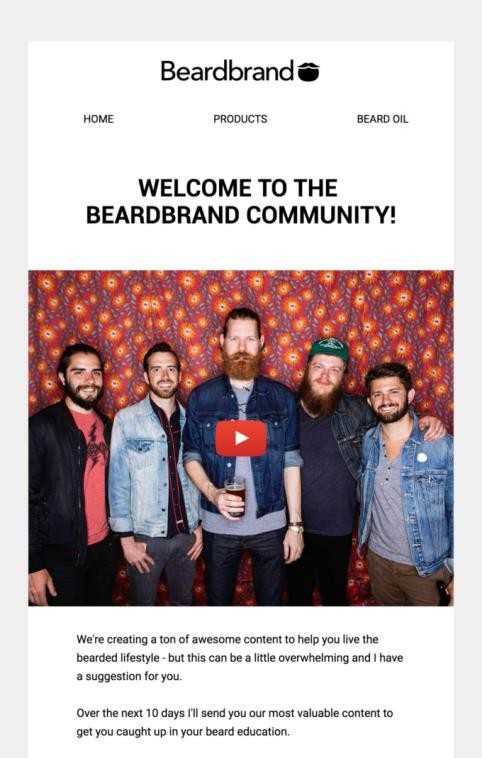 Beardbrand
HOME PRODUCTS BEARD OIL
WELCOME TO THE
BEARDBRAND COMMUNITY!
We're creating a ton of awesome content to help you live the
bearded lifestyle - but this can be a little overwhelming and I have
a suggestion for you.
Over the next 10 days I'll send you our most valuable content to
get you caught up in your beard education.